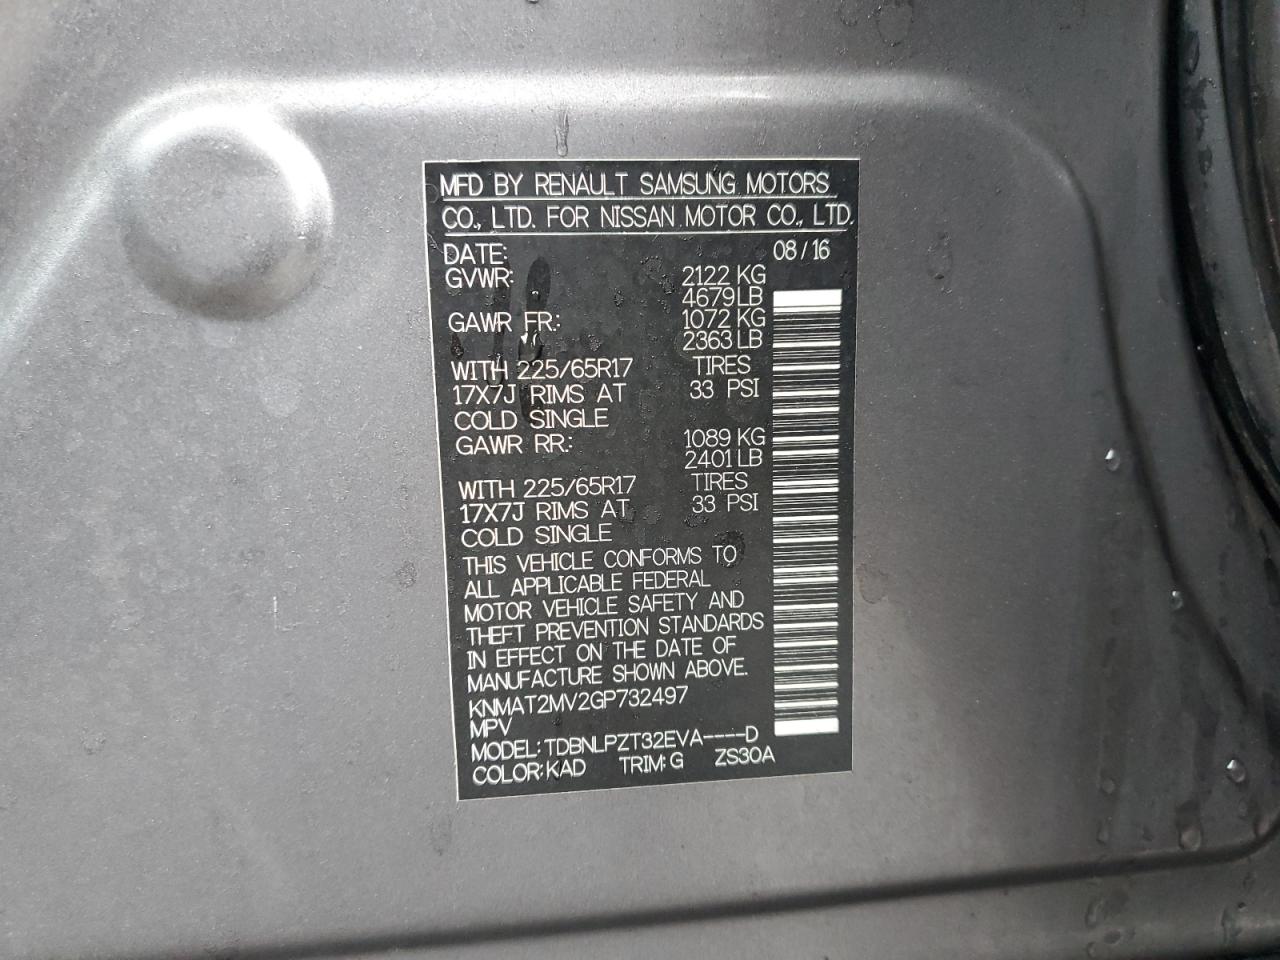 MFD BY RENAULT SAMSUNG MOTORS
CO., LTD. FOR NISSAN MOTOR CO., LTD.
DATE: 08/16
GVWR: 2122 KG
4679 LB
GAWR FR: 1072 KG
2363 LB
WITH 225/65R17 TIRES
17X7J RIMS AT 33 PSI
COLD SINGLE
GAWR RR: 1089 KG
2401 LB
WITH 225/65R17 TIRES
17X7J RIMS AT 33 PSI
COLD SINGLE
THIS VEHICLE CONFORMS TO
ALL APPLICABLE FEDERAL
MOTOR VEHICLE SAFETY AND
THEFT PREVENTION STANDARDS
IN EFFECT ON THE DATE OF
MANUFACTURE SHOWN ABOVE.
KNMAT2MV2GP732497
MPV
MODEL: TDBNLPZT32EVA----D
COLOR: KAD TRIM: G ZS30A